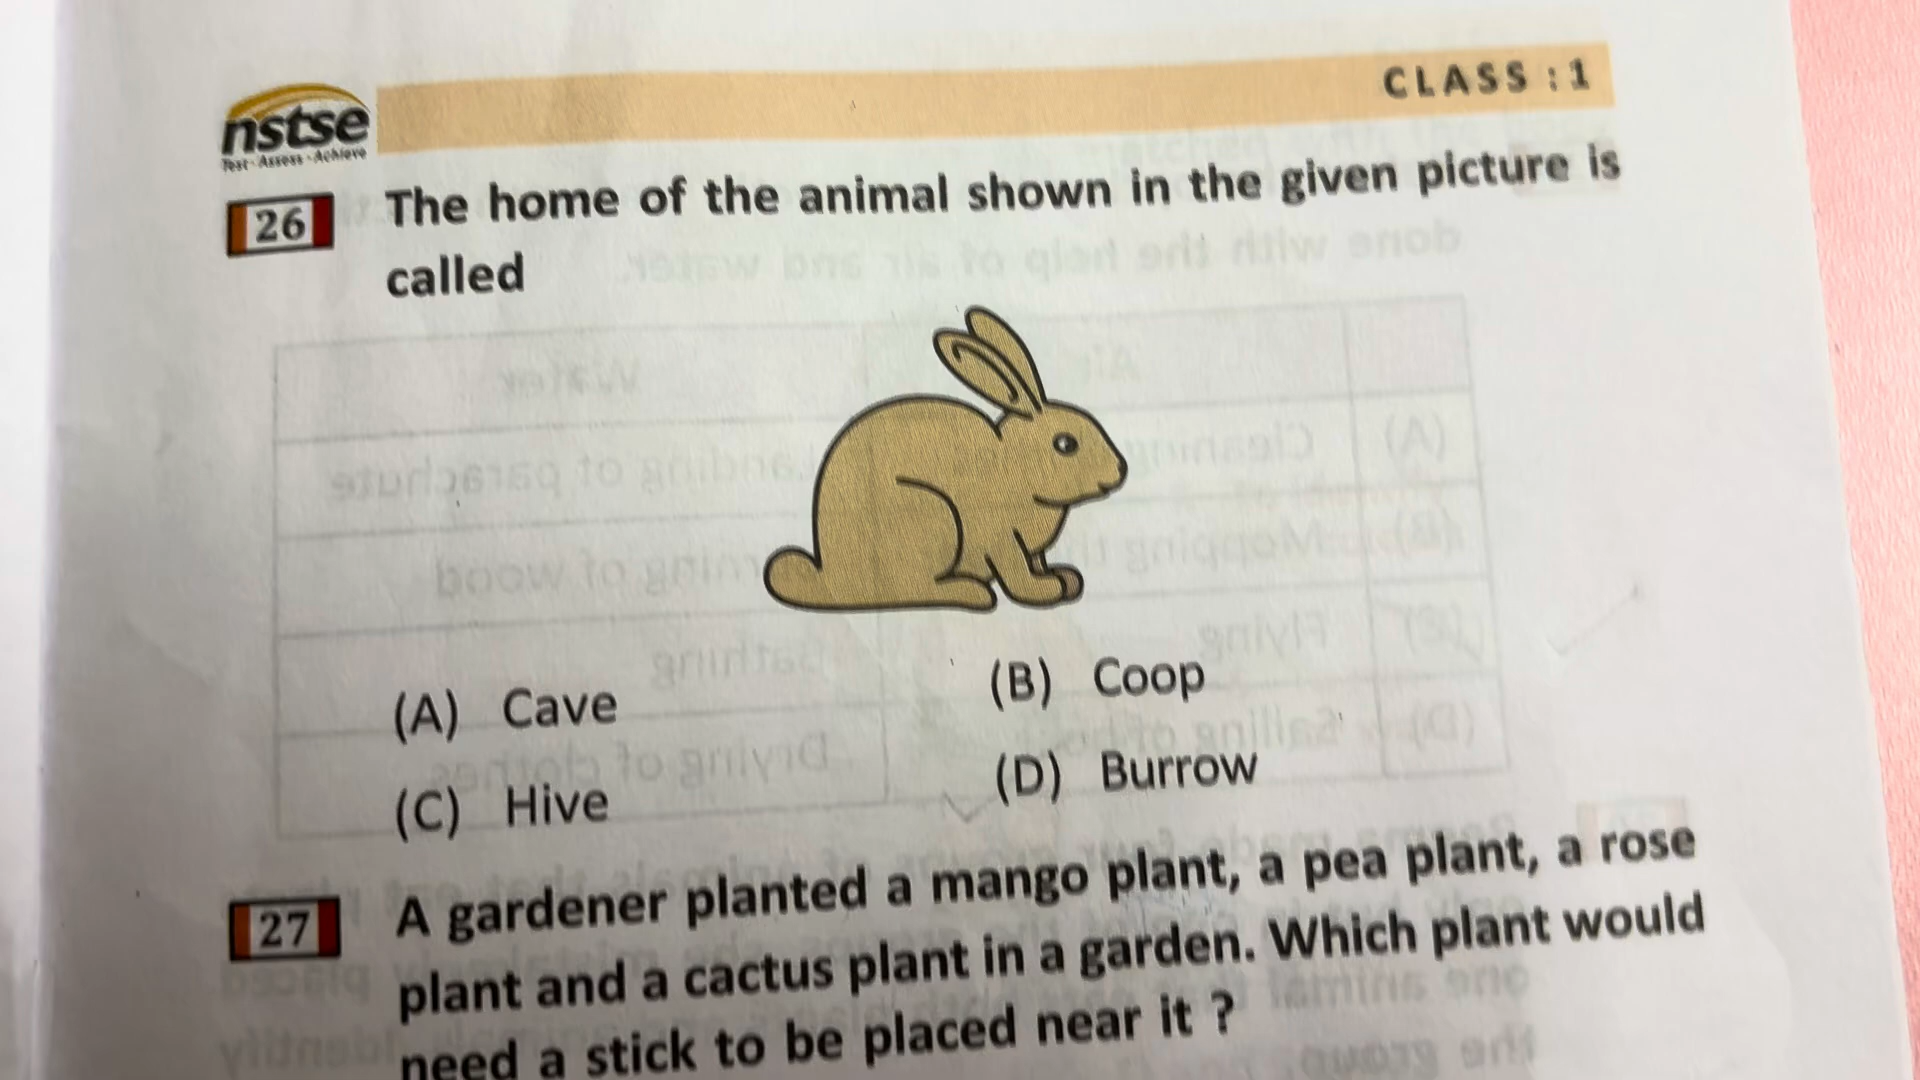 nstse
Test - Assess - Achieve
CLASS : 1
26 The home of the animal shown in the given picture is
called
(A) Cave
(B) Coop
(C) Hive
(D) Burrow
27 A gardener planted a mango plant, a pea plant, a rose
plant and a cactus plant in a garden. Which plant would
need a stick to be placed near it ?